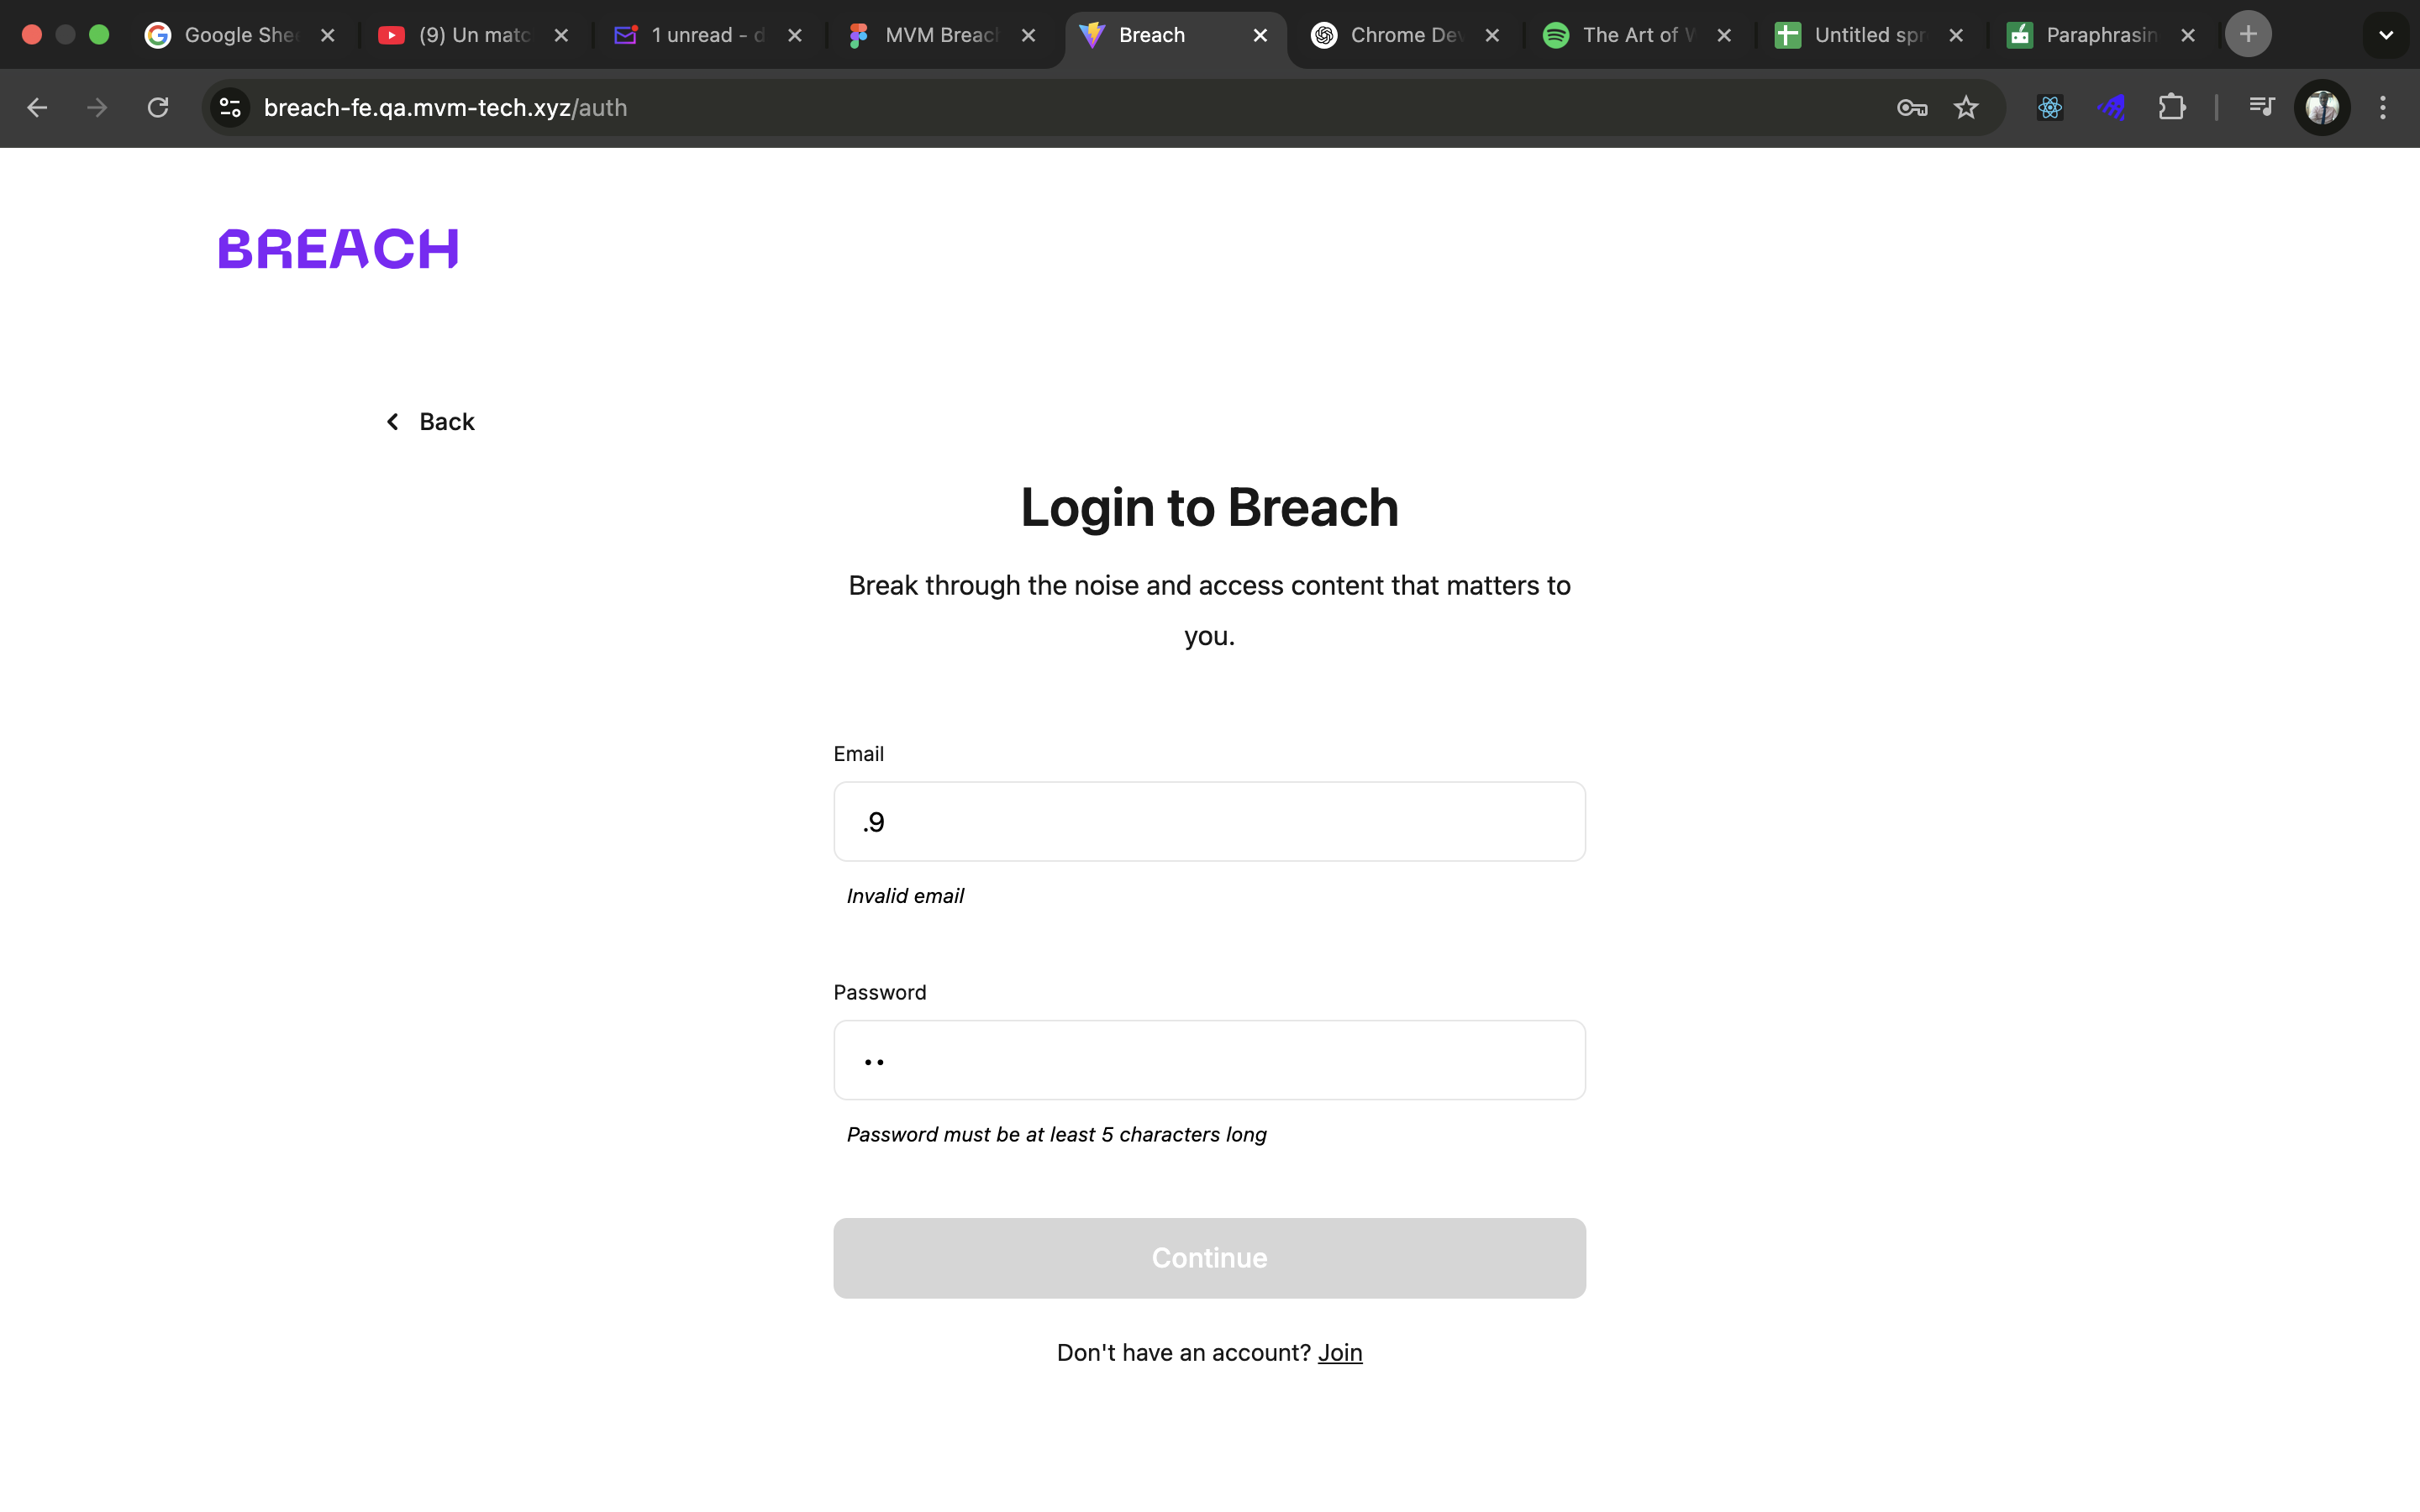 Google She
(9) Un matc
1 unread - d
MVM Breach
Breach
Chrome Dev
The Art of W
Untitled spr
Paraphrasin
breach-fe.qa.mvm-tech.xyz/auth
BREACH
Back
Login to Breach
Break through the noise and access content that matters to
you.
Email
.9
Invalid email
Password
Password must be at least 5 characters long
Continue
Don't have an account? Join